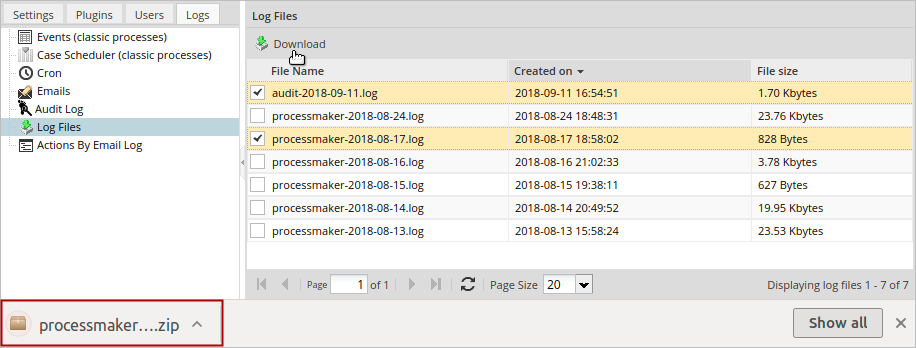 Settings Plugins Users Logs
Events (classic processes)
Case Scheduler (classic processes)
Cron
Emails
Audit Log
Log Files
Actions By Email Log
Log Files
Download
File Name Created on File size
audit-2018-09-11.log 2018-09-11 16:54:51 1.70 Kbytes
processmaker-2018-08-24.log 2018-08-24 18:48:31 23.76 Kbytes
processmaker-2018-08-17.log 2018-08-17 18:58:02 828 Bytes
processmaker-2018-08-16.log 2018-08-16 21:02:33 3.78 Kbytes
processmaker-2018-08-15.log 2018-08-15 19:38:11 627 Bytes
processmaker-2018-08-14.log 2018-08-14 20:49:52 19.95 Kbytes
processmaker-2018-08-13.log 2018-08-13 15:58:24 23.53 Kbytes
Page 1 of 1 Page Size 20 Displaying log files 1 - 7 of 7
processmaker....zip Show all